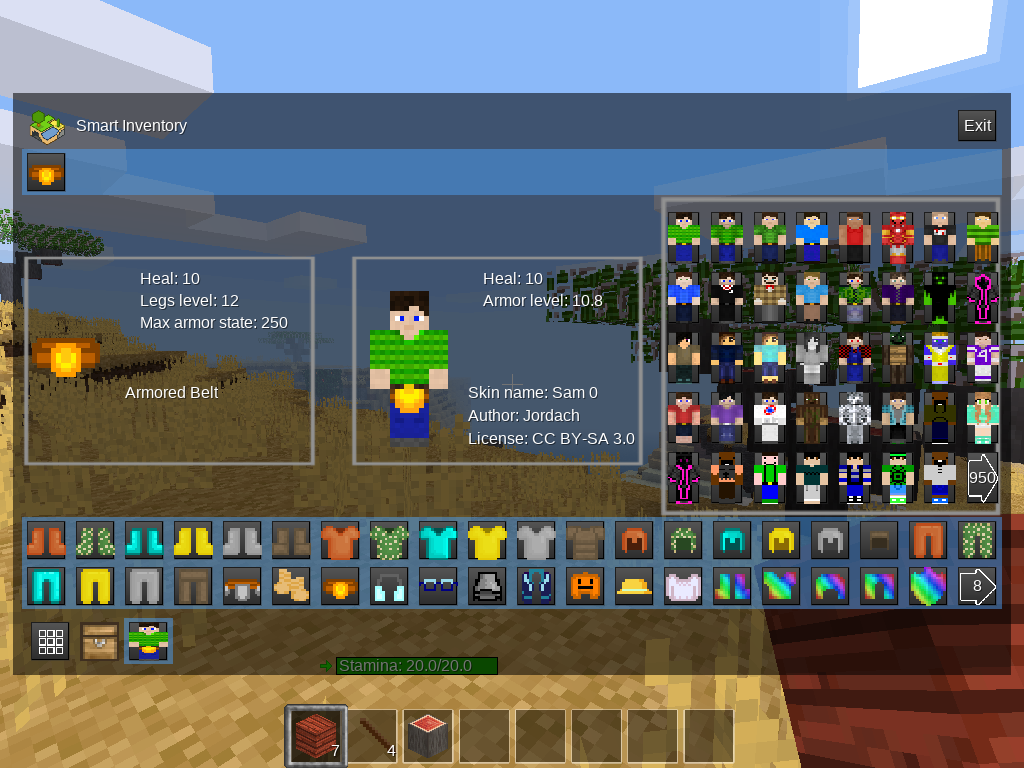 Smart Inventory
Exit
Heal: 10
Legs level: 12
Max armor state: 250
Armored Belt
Heal: 10
Armor level: 10.8
Skin name: Sam 0
Author: Jordach
License: CC BY-SA 3.0
950
8
Stamina: 20.0/20.0
7
4